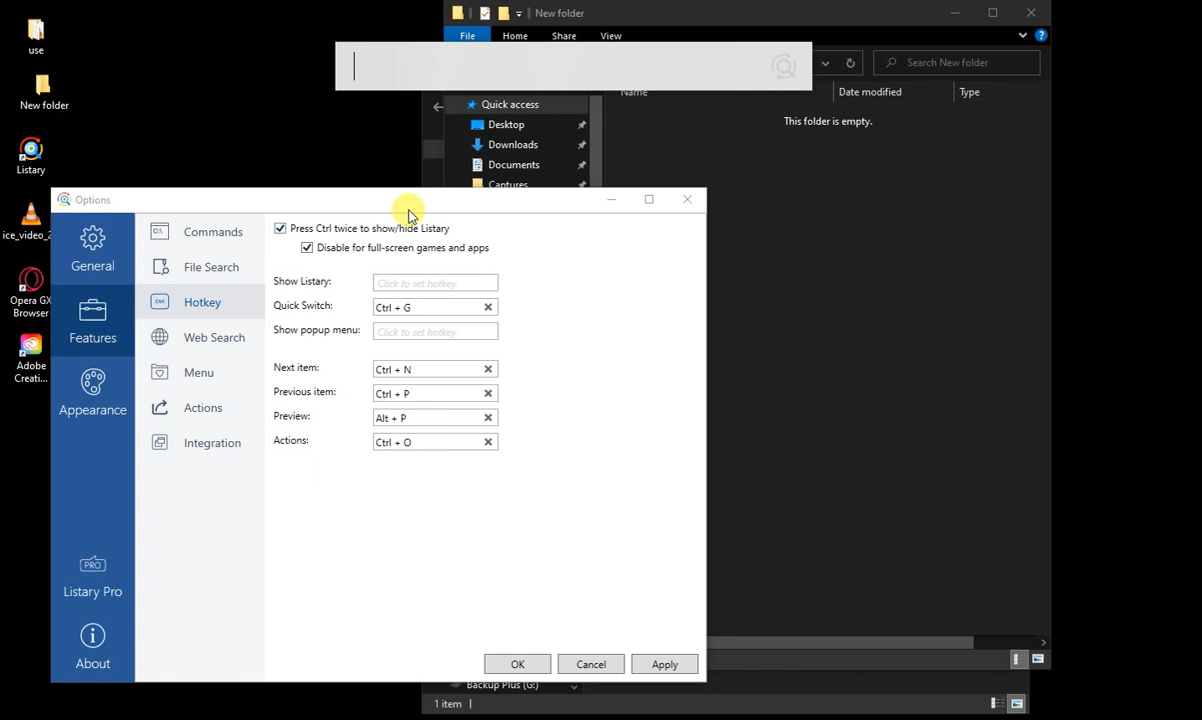 use
New folder
Listary
ice_video_2
Opera GX
Browser
Adobe
Creati...
New folder
File
Home
Share
View
Search New folder
Name
Date modified
Type
This folder is empty.
Quick access
Desktop
Downloads
Documents
Captures
Options
General
Features
Appearance
PRO
Listary Pro
About
Commands
File Search
Ctrl
Hotkey
Web Search
Menu
Actions
Integration
Press Ctrl twice to show/hide Listary
Disable for full-screen games and apps
Show Listary: Click to set hotkey
Quick Switch: Ctrl + G
Show popup menu: Click to set hotkey
Next item: Ctrl + N
Previous item: Ctrl + P
Preview: Alt + P
Actions: Ctrl + O
OK
Cancel
Apply
Backup Plus (G:)
1 item